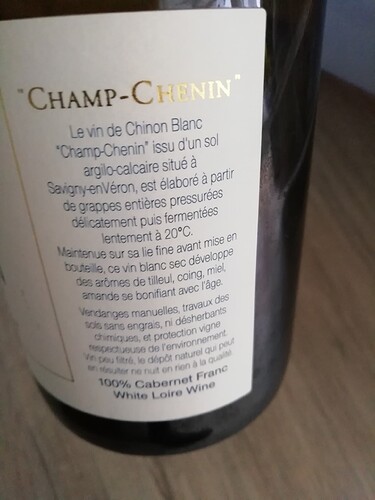 "CHAMP-CHENIN"
Le vin de Chinon Blanc
"Champ-Chenin" issu d'un sol
argilo-calcaire situé à
Savigny-enVéron, est élaboré à partir
de grappes entières pressurées
délicatement puis fermentées
lentement à 20°C.
Maintenue sur sa lie fine avant mise en
bouteille, ce vin blanc sec développe
des arômes de tilleul, coing, miel,
amande se bonifiant avec l'âge.
Vendanges manuelles, travaux des
sols sans engrais, ni désherbants
chimiques, et protection vigne
respectueuse de l'environnement.
Vin peu filtré, le dépôt naturel qui peut
en résulter ne nuit en rien à la qualité.
100% Cabernet Franc
White Loire Wine